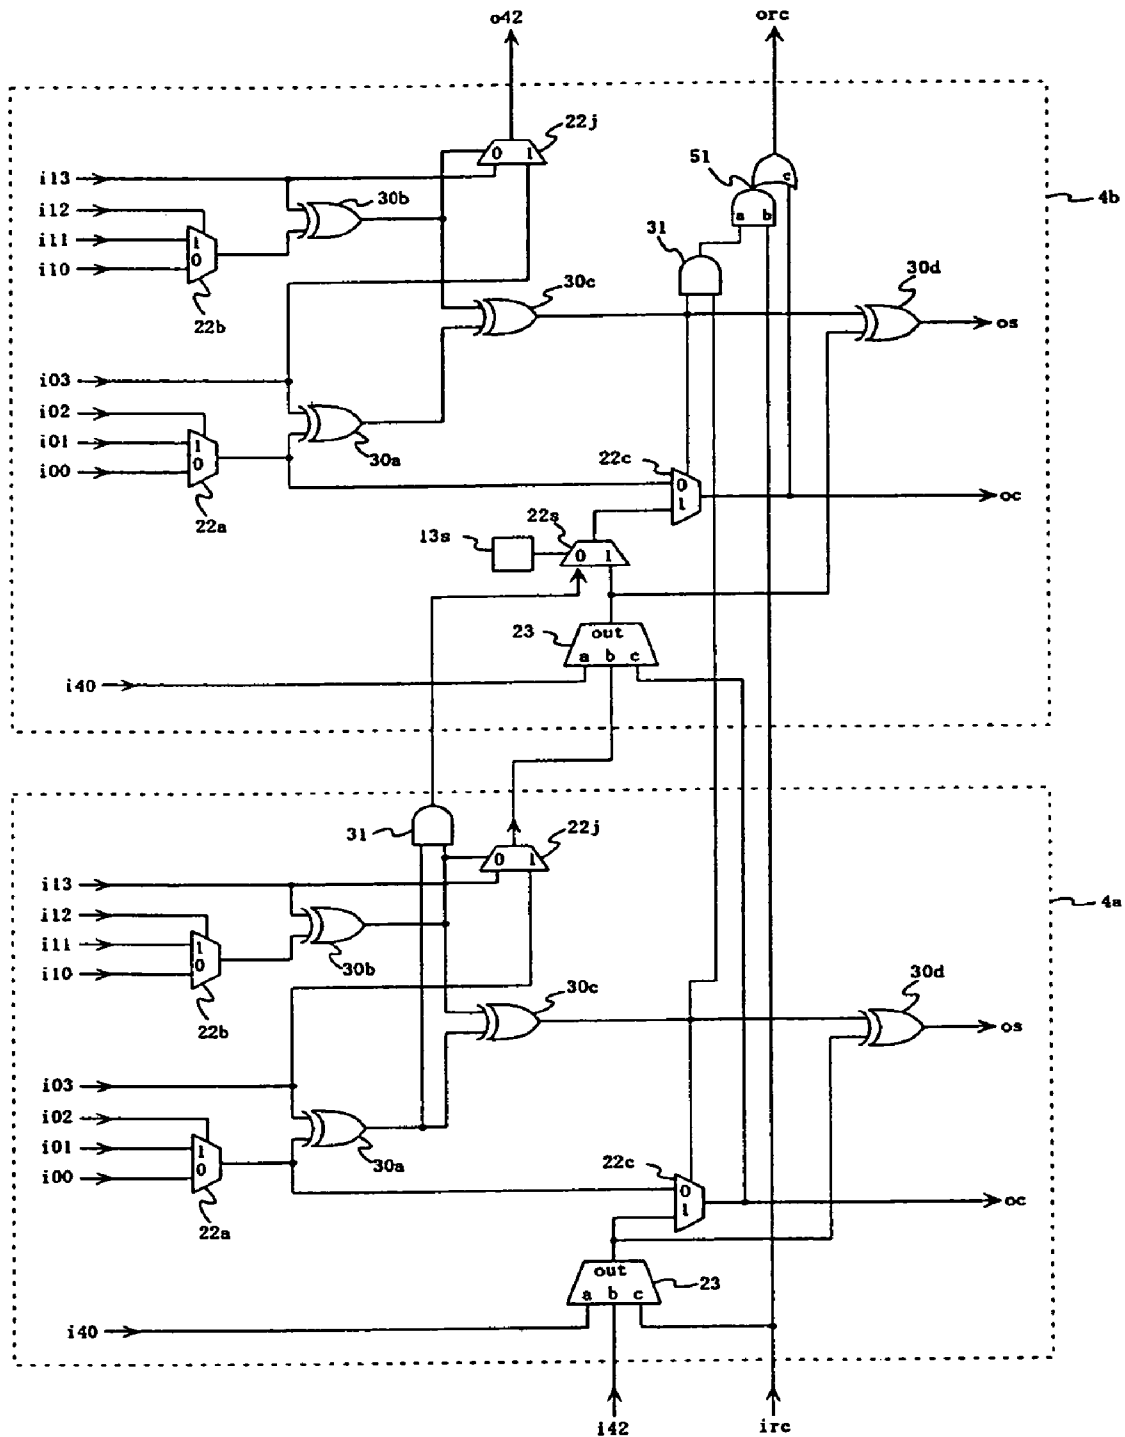 o42 orc
22j
0 1
51
c
i13
30b
4b
i12
a b
i11
1
31
i10
0
30c
30d
22b
os
i03
i02
i01
1
22c
i00
0
30a
0
22a
22s
1
oc
13s
0 1
23
out
a b c
i40
31
22j
0 1
i13
4a
i12
i11
1
0
30b
i10
30c
30d
22b
os
i03
i02
i01
1
22c
i00
0
30a
0
22a
1
oc
out
23
a b c
i40
i42 irc